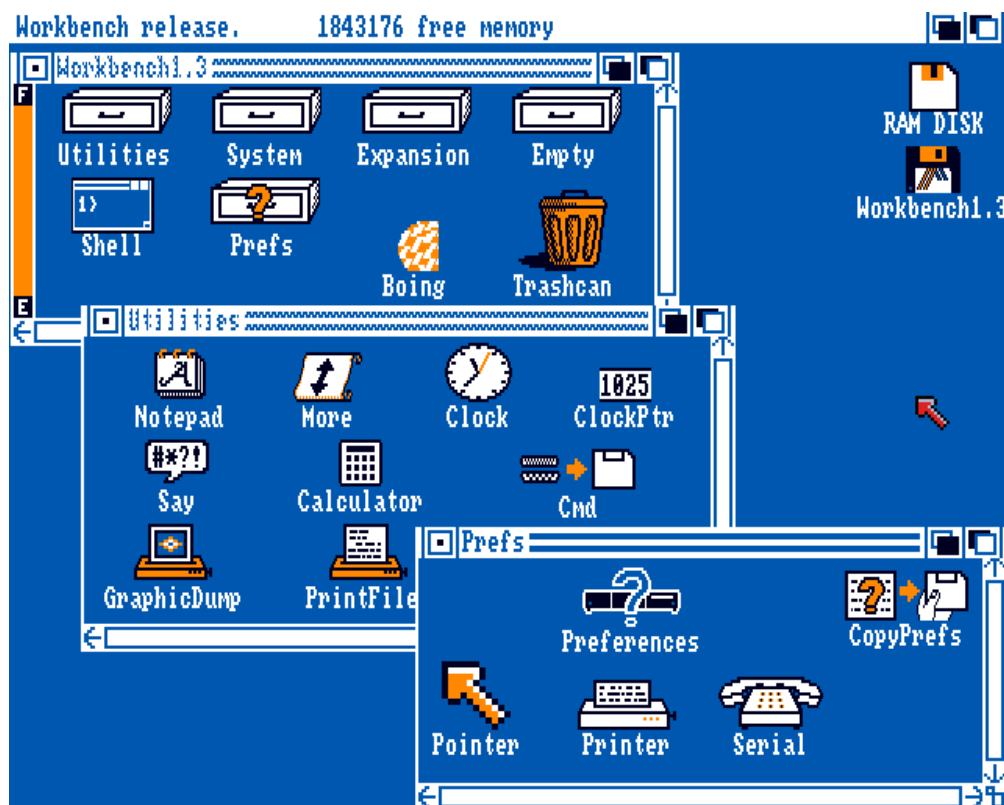 Workbench release. 1843176 free memory
Workbench1.3
F
RAM DISK
Utilities System Expansion Empty
1>
Workbench1.3
Shell Prefs
Boing Trashcan
E
Utilities
1025
Notepad More Clock ClockPtr
#*?!
Say Calculator Cmd
Prefs
GraphicDump PrintFile
Preferences CopyPrefs
Pointer Printer Serial